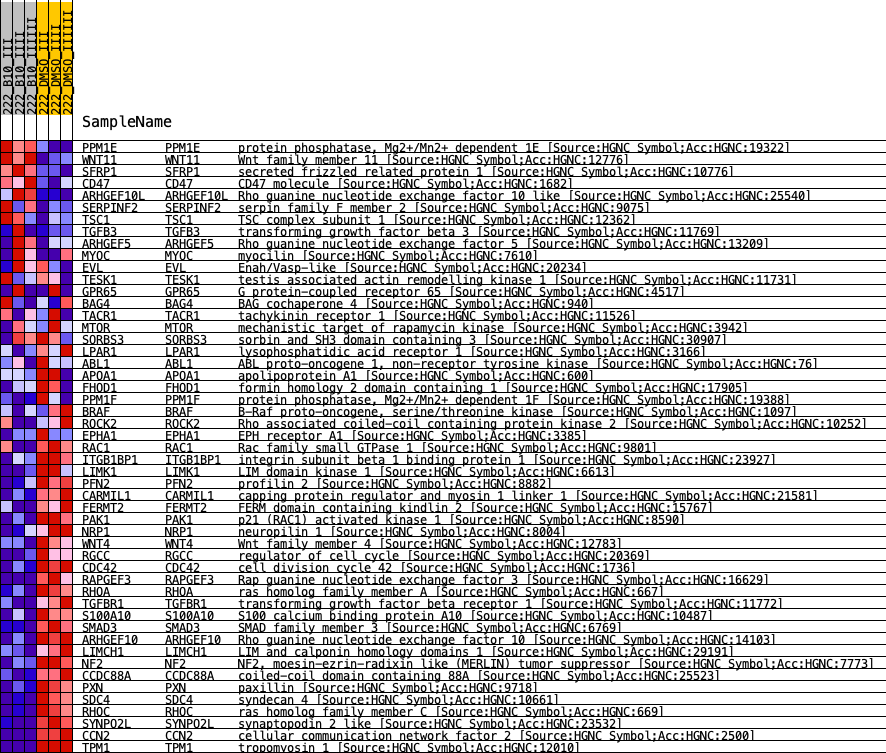 222_B10_III
222_B10_IIII
222_B10_IIIIII
222_DMSO_III
222_DMSO_IIII
222_DMSO_IIIIII
SampleName
PPM1E PPM1E protein phosphatase, Mg2+/Mn2+ dependent 1E [Source:HGNC Symbol;Acc:HGNC:19322]
WNT11 WNT11 Wnt family member 11 [Source:HGNC Symbol;Acc:HGNC:12776]
SFRP1 SFRP1 secreted frizzled related protein 1 [Source:HGNC Symbol;Acc:HGNC:10776]
CD47 CD47 CD47 molecule [Source:HGNC Symbol;Acc:HGNC:1682]
ARHGEF10L ARHGEF10L Rho guanine nucleotide exchange factor 10 like [Source:HGNC Symbol;Acc:HGNC:25540]
SERPINF2 SERPINF2 serpin family F member 2 [Source:HGNC Symbol;Acc:HGNC:9075]
TSC1 TSC1 TSC complex subunit 1 [Source:HGNC Symbol;Acc:HGNC:12362]
TGFB3 TGFB3 transforming growth factor beta 3 [Source:HGNC Symbol;Acc:HGNC:11769]
ARHGEF5 ARHGEF5 Rho guanine nucleotide exchange factor 5 [Source:HGNC Symbol;Acc:HGNC:13209]
MYOC MYOC myocilin [Source:HGNC Symbol;Acc:HGNC:7610]
EVL EVL Enah/Vasp-like [Source:HGNC Symbol;Acc:HGNC:20234]
TESK1 TESK1 testis associated actin remodelling kinase 1 [Source:HGNC Symbol;Acc:HGNC:11731]
GPR65 GPR65 G protein-coupled receptor 65 [Source:HGNC Symbol;Acc:HGNC:4517]
BAG4 BAG4 BAG cochaperone 4 [Source:HGNC Symbol;Acc:HGNC:940]
TACR1 TACR1 tachykinin receptor 1 [Source:HGNC Symbol;Acc:HGNC:11526]
MTOR MTOR mechanistic target of rapamycin kinase [Source:HGNC Symbol;Acc:HGNC:3942]
SORBS3 SORBS3 sorbin and SH3 domain containing 3 [Source:HGNC Symbol;Acc:HGNC:30907]
LPAR1 LPAR1 lysophosphatidic acid receptor 1 [Source:HGNC Symbol;Acc:HGNC:3166]
ABL1 ABL1 ABL proto-oncogene 1, non-receptor tyrosine kinase [Source:HGNC Symbol;Acc:HGNC:76]
APOA1 APOA1 apolipoprotein A1 [Source:HGNC Symbol;Acc:HGNC:600]
FHOD1 FHOD1 formin homology 2 domain containing 1 [Source:HGNC Symbol;Acc:HGNC:17905]
PPM1F PPM1F protein phosphatase, Mg2+/Mn2+ dependent 1F [Source:HGNC Symbol;Acc:HGNC:19388]
BRAF BRAF B-Raf proto-oncogene, serine/threonine kinase [Source:HGNC Symbol;Acc:HGNC:1097]
ROCK2 ROCK2 Rho associated coiled-coil containing protein kinase 2 [Source:HGNC Symbol;Acc:HGNC:10252]
EPHA1 EPHA1 EPH receptor A1 [Source:HGNC Symbol;Acc:HGNC:3385]
RAC1 RAC1 Rac family small GTPase 1 [Source:HGNC Symbol;Acc:HGNC:9801]
ITGB1BP1 ITGB1BP1 integrin subunit beta 1 binding protein 1 [Source:HGNC Symbol;Acc:HGNC:23927]
LIMK1 LIMK1 LIM domain kinase 1 [Source:HGNC Symbol;Acc:HGNC:6613]
PFN2 PFN2 profilin 2 [Source:HGNC Symbol;Acc:HGNC:8882]
CARMIL1 CARMIL1 capping protein regulator and myosin 1 linker 1 [Source:HGNC Symbol;Acc:HGNC:21581]
FERMT2 FERMT2 FERM domain containing kindlin 2 [Source:HGNC Symbol;Acc:HGNC:15767]
PAK1 PAK1 p21 (RAC1) activated kinase 1 [Source:HGNC Symbol;Acc:HGNC:8590]
NRP1 NRP1 neuropilin 1 [Source:HGNC Symbol;Acc:HGNC:8004]
WNT4 WNT4 Wnt family member 4 [Source:HGNC Symbol;Acc:HGNC:12783]
RGCC RGCC regulator of cell cycle [Source:HGNC Symbol;Acc:HGNC:20369]
CDC42 CDC42 cell division cycle 42 [Source:HGNC Symbol;Acc:HGNC:1736]
RAPGEF3 RAPGEF3 Rap guanine nucleotide exchange factor 3 [Source:HGNC Symbol;Acc:HGNC:16629]
RHOA RHOA ras homolog family member A [Source:HGNC Symbol;Acc:HGNC:667]
TGFBR1 TGFBR1 transforming growth factor beta receptor 1 [Source:HGNC Symbol;Acc:HGNC:11772]
S100A10 S100A10 S100 calcium binding protein A10 [Source:HGNC Symbol;Acc:HGNC:10487]
SMAD3 SMAD3 SMAD family member 3 [Source:HGNC Symbol;Acc:HGNC:6769]
ARHGEF10 ARHGEF10 Rho guanine nucleotide exchange factor 10 [Source:HGNC Symbol;Acc:HGNC:14103]
LIMCH1 LIMCH1 LIM and calponin homology domains 1 [Source:HGNC Symbol;Acc:HGNC:29191]
NF2 NF2 NF2, moesin-ezrin-radixin like (MERLIN) tumor suppressor [Source:HGNC Symbol;Acc:HGNC:7773]
CCDC88A CCDC88A coiled-coil domain containing 88A [Source:HGNC Symbol;Acc:HGNC:25523]
PXN PXN paxillin [Source:HGNC Symbol;Acc:HGNC:9718]
SDC4 SDC4 syndecan 4 [Source:HGNC Symbol;Acc:HGNC:10661]
RHOC RHOC ras homolog family member C [Source:HGNC Symbol;Acc:HGNC:669]
SYNPO2L SYNPO2L synaptopodin 2 like [Source:HGNC Symbol;Acc:HGNC:23532]
CCN2 CCN2 cellular communication network factor 2 [Source:HGNC Symbol;Acc:HGNC:2500]
TPM1 TPM1 tropomyosin 1 [Source:HGNC Symbol;Acc:HGNC:12010]